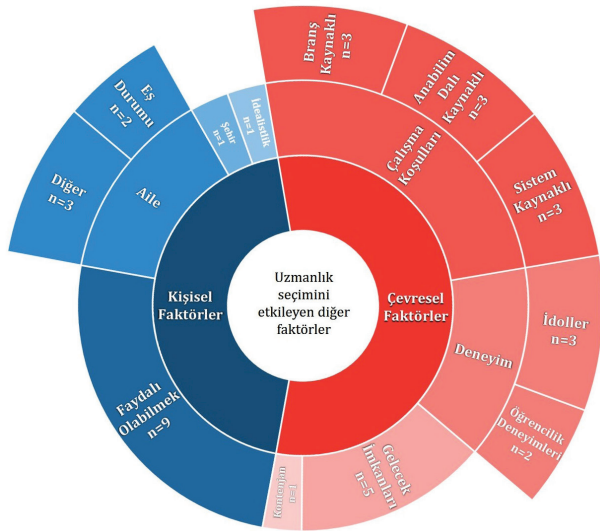 Uzmanlık
seçimini
etkileyen diğer
faktörler
Çevresel
Faktörler
Çalışma
Koşulları
Branş
Kaynaklı
n=3
Anabilim
Dalı
Kaynaklı
n=3
Sistem
Kaynaklı
n=3
Deneyim
İdoller
n=3
Öğrencilik
Deneyimleri
n=2
Gelecek
İmkanları
n=5
Kontenjan
n=1
Kişisel
Faktörler
Faydalı
Olabilmek
n=9
Aile
Diğer
n=3
Eş
Durumu
n=2
Şehir
n=1
İdealistlik
n=1